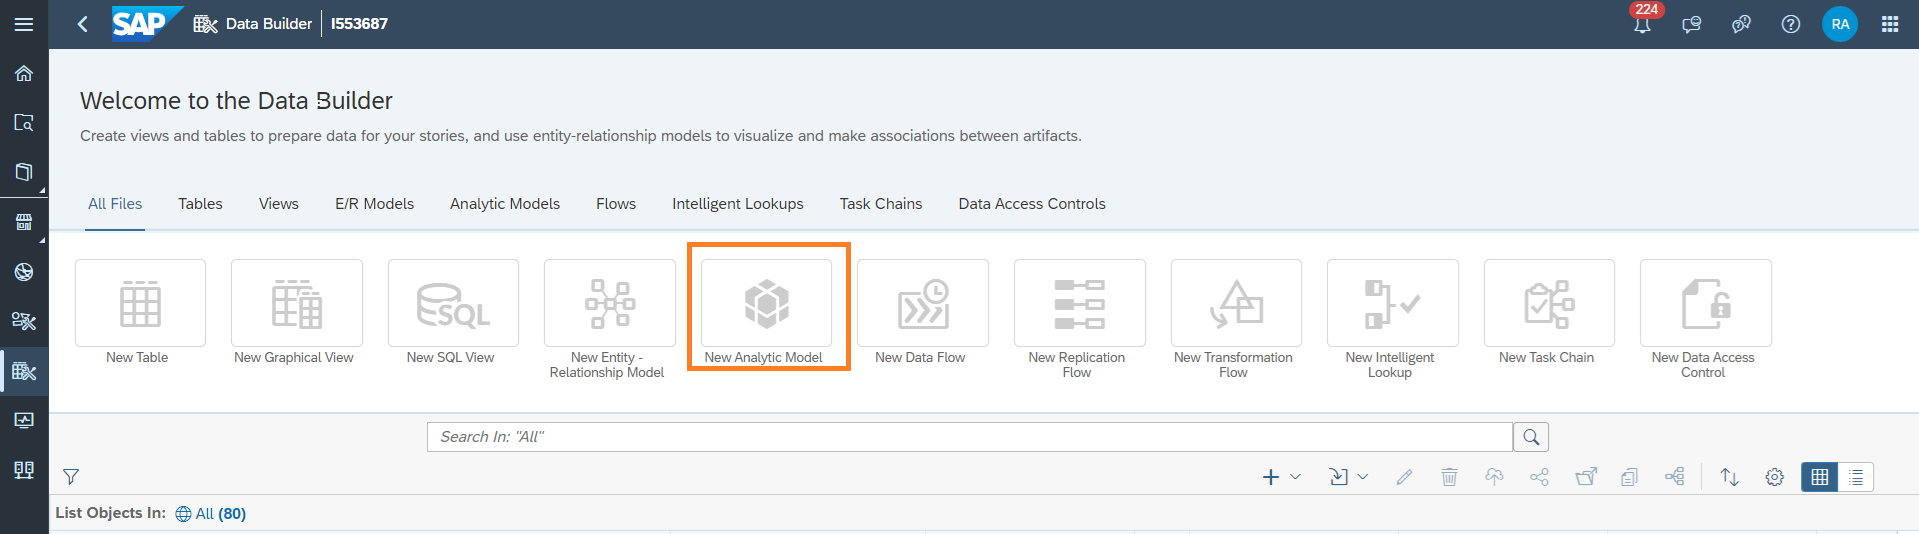 SAP Data Builder I553687 224 RA
Welcome to the Data Builder
Create views and tables to prepare data for your stories, and use entity-relationship models to visualize and make associations between artifacts.
All Files Tables Views E/R Models Analytic Models Flows Intelligent Lookups Task Chains Data Access Controls
SQL
New Table
New Graphical View
New SQL View
New Entity -
Relationship Model
New Analytic Model
New Data Flow
New Replication
Flow
New Transformation
Flow
New Intelligent
Lookup
New Task Chain
New Data Access
Control
Search In: "All"
List Objects In: All (80)